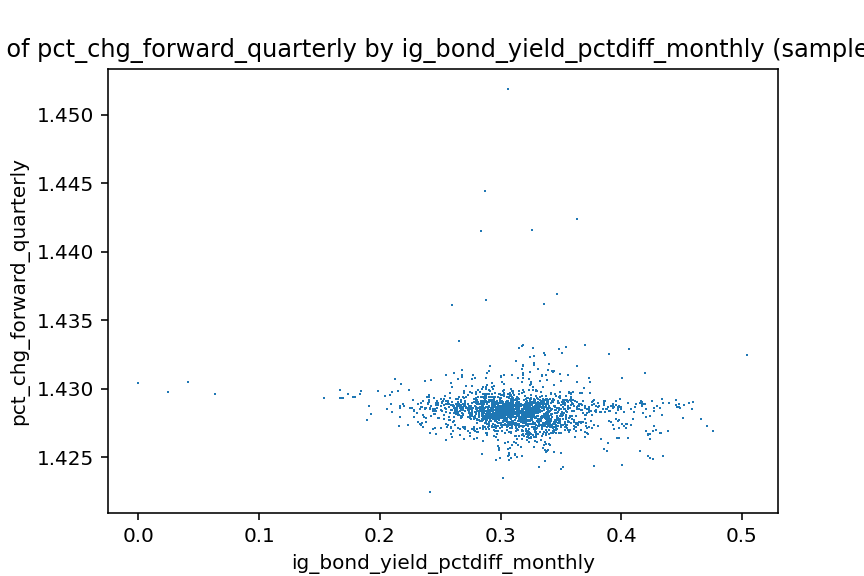 of pct_chg_forward_quarterly by ig_bond_yield_pctdiff_monthly (sample
1.450
1.445
1.440
1.435
1.430
1.425
pct_chg_forward_quarterly
0.0 0.1 0.2 0.3 0.4 0.5
ig_bond_yield_pctdiff_monthly